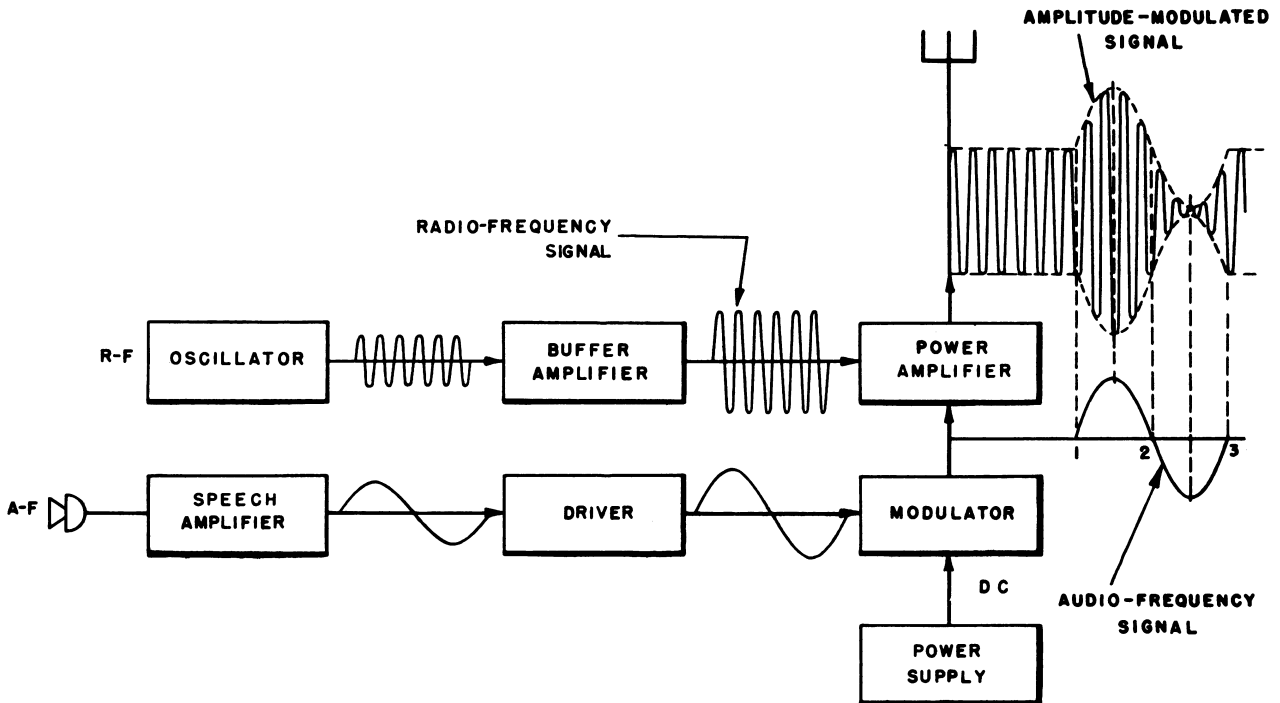 AMPLITUDE-MODULATED
SIGNAL
RADIO-FREQUENCY
SIGNAL
R-F
OSCILLATOR
BUFFER
AMPLIFIER
POWER
AMPLIFIER
2
3
A-F
SPEECH
AMPLIFIER
DRIVER
MODULATOR
DC
AUDIO-FREQUENCY
SIGNAL
POWER
SUPPLY